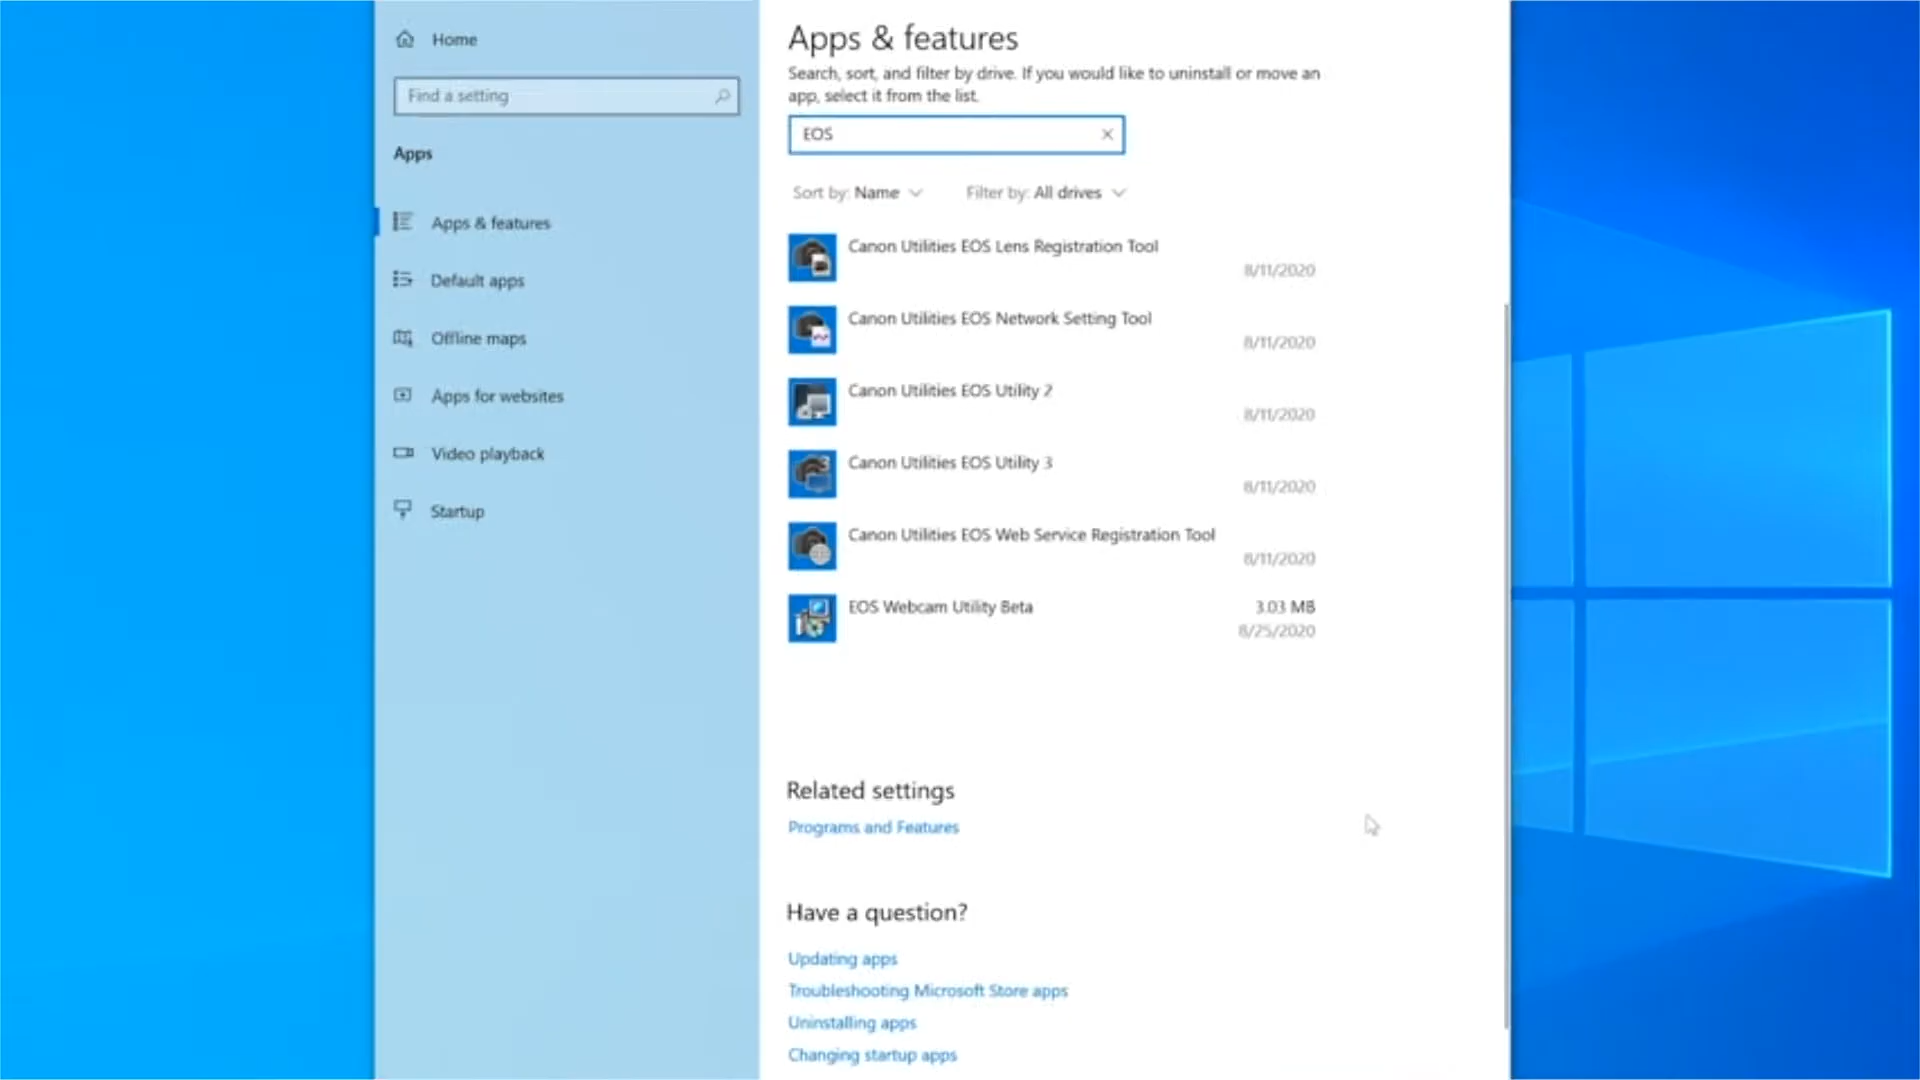 Home
Find a setting
Apps
Apps & features
Default apps
Offline maps
Apps for websites
Video playback
Startup
Apps & features
Search, sort, and filter by drive. If you would like to uninstall or move an
app, select it from the list.
EOS
Sort by: Name
Filter by: All drives
Canon Utilities EOS Lens Registration Tool
8/11/2020
Canon Utilities EOS Network Setting Tool
8/11/2020
Canon Utilities EOS Utility 2
8/11/2020
Canon Utilities EOS Utility 3
8/11/2020
Canon Utilities EOS Web Service Registration Tool
8/11/2020
EOS Webcam Utility Beta
3.03 MB
8/25/2020
Related settings
Programs and Features
Have a question?
Updating apps
Troubleshooting Microsoft Store apps
Uninstalling apps
Changing startup apps